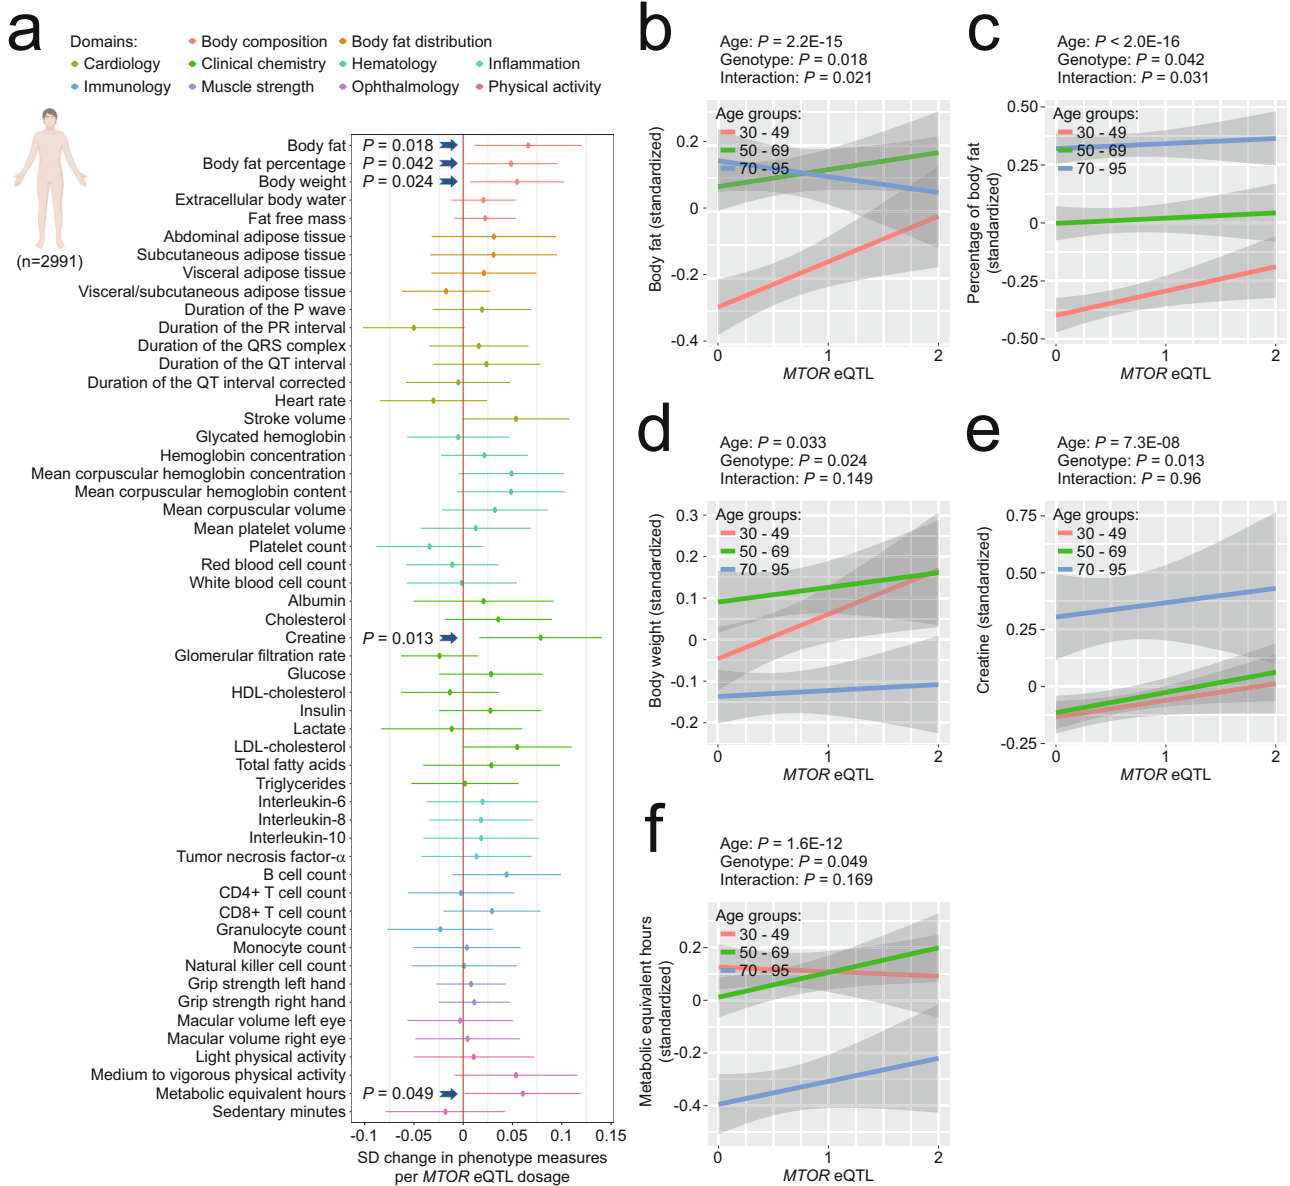 a
Domains:
Body composition
Body fat distribution
Cardiology
Clinical chemistry
Hematology
Inflammation
Immunology
Muscle strength
Ophthalmology
Physical activity
(n=2991)
Body fat P = 0.018
Body fat percentage P = 0.042
Body weight P = 0.024
Extracellular body water
Fat free mass
Abdominal adipose tissue
Subcutaneous adipose tissue
Visceral adipose tissue
Visceral/subcutaneous adipose tissue
Duration of the P wave
Duration of the PR interval
Duration of the QRS complex
Duration of the QT interval
Duration of the QT interval corrected
Heart rate
Stroke volume
Glycated hemoglobin
Hemoglobin concentration
Mean corpuscular hemoglobin concentration
Mean corpuscular hemoglobin content
Mean corpuscular volume
Mean platelet volume
Platelet count
Red blood cell count
White blood cell count
Albumin
Cholesterol
Creatine P = 0.013
Glomerular filtration rate
Glucose
HDL-cholesterol
Insulin
Lactate
LDL-cholesterol
Total fatty acids
Triglycerides
Interleukin-6
Interleukin-8
Interleukin-10
Tumor necrosis factor-α
B cell count
CD4+ T cell count
CD8+ T cell count
Granulocyte count
Monocyte count
Natural killer cell count
Grip strength left hand
Grip strength right hand
Macular volume left eye
Macular volume right eye
Light physical activity
Medium to vigorous physical activity
Metabolic equivalent hours P = 0.049
Sedentary minutes
-0.1 -0.05 0 0.05 0.1 0.15
SD change in phenotype measures
per MTOR eQTL dosage
b
Age: P = 2.2E-15
Genotype: P = 0.018
Interaction: P = 0.021
Age groups:
30 - 49
50 - 69
70 - 95
Body fat (standardized)
0.2
0
-0.2
-0.4
0 1 2
MTOR eQTL
c
Age: P < 2.0E-16
Genotype: P = 0.042
Interaction: P = 0.031
Age groups:
30 - 49
50 - 69
70 - 95
Percentage of body fat
(standardized)
0.50
0.25
0
-0.25
-0.50
0 1 2
MTOR eQTL
d
Age: P = 0.033
Genotype: P = 0.024
Interaction: P = 0.149
Age groups:
30 - 49
50 - 69
70 - 95
Body weight (standardized)
0.3
0.2
0.1
0
-0.1
-0.2
0 1 2
MTOR eQTL
e
Age: P = 7.3E-08
Genotype: P = 0.013
Interaction: P = 0.96
Age groups:
30 - 49
50 - 69
70 - 95
Creatine (standardized)
0.75
0.50
0.25
0
-0.25
0 1 2
MTOR eQTL
f
Age: P = 1.6E-12
Genotype: P = 0.049
Interaction: P = 0.169
Age groups:
30 - 49
50 - 69
70 - 95
Metabolic equivalent hours
(standardized)
0.2
0
-0.2
-0.4
0 1 2
MTOR eQTL